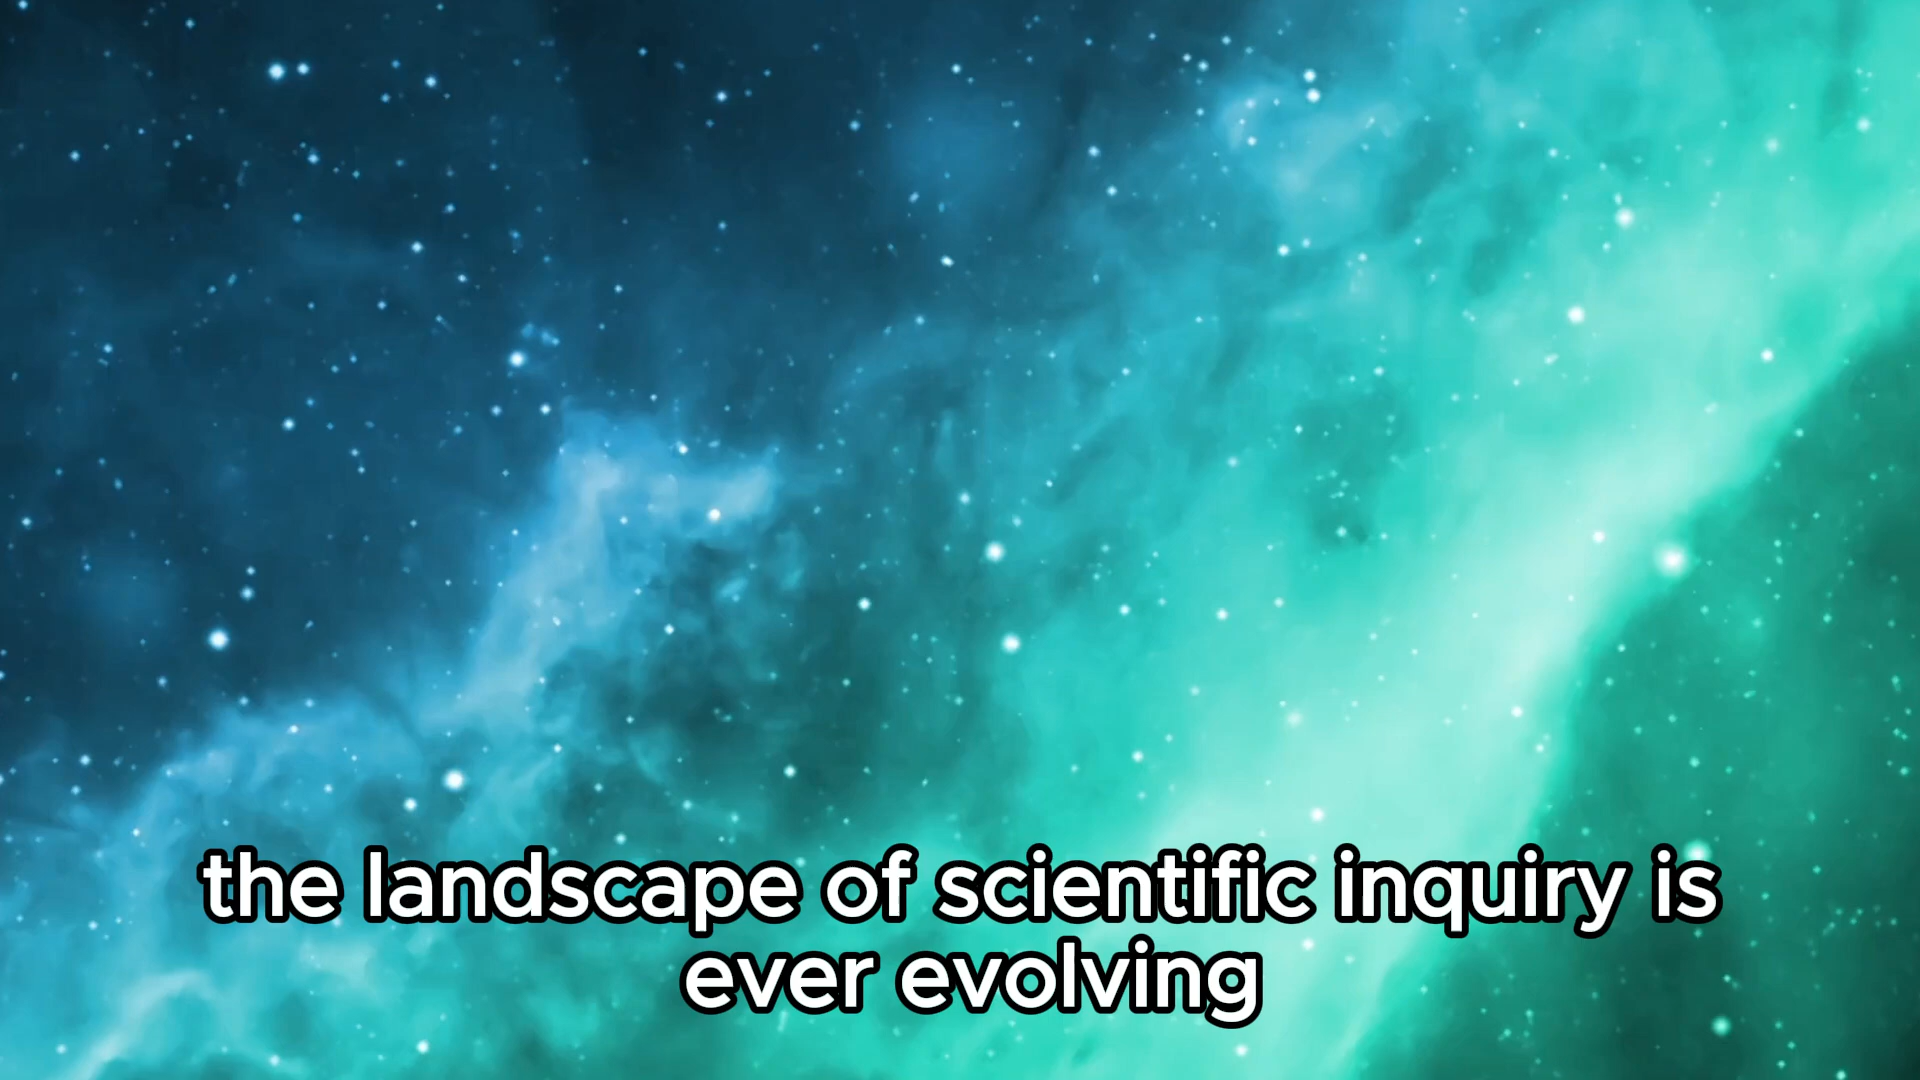 the landscape of scientific inquiry is
ever evolving